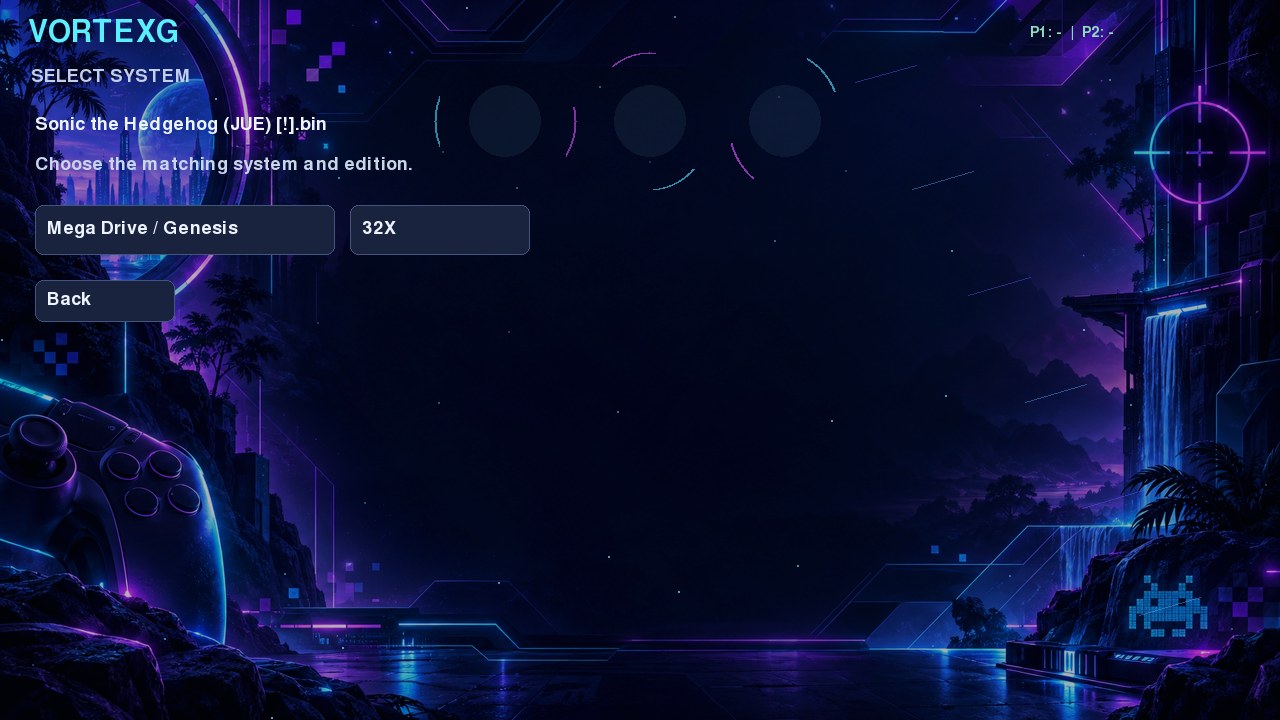 VORTEXG
P1: - | P2: -
SELECT SYSTEM
Sonic the Hedgehog (JUE) [!].bin
Choose the matching system and edition.
Mega Drive / Genesis
32X
Back